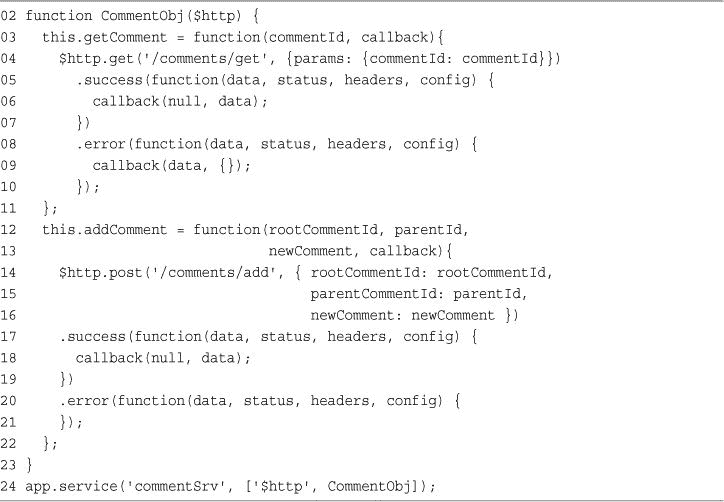 02 function CommentObj($http) {
03   this.getComment = function(commentId, callback){
04     $http.get('/comments/get', {params: {commentId: commentId}})
05       .success(function(data, status, headers, config) {
06         callback(null, data);
07       })
08       .error(function(data, status, headers, config) {
09         callback(data, {});
10       });
11   };
12   this.addComment = function(rootCommentId, parentId,
13                              newComment, callback){
14     $http.post('/comments/add', { rootCommentId: rootCommentId,
15                                   parentCommentId: parentId,
16                                   newComment: newComment })
17     .success(function(data, status, headers, config) {
18       callback(null, data);
19     })
20     .error(function(data, status, headers, config) {
21     });
22   };
23 }
24 app.service('commentSrv', ['$http', CommentObj]);